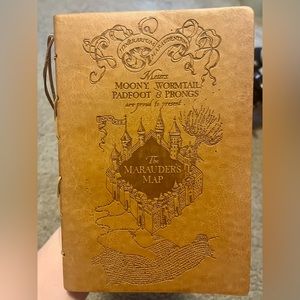 Messrs
MOONY, WORMTAIL
PADFOOT & PRONGS
are proud to present
The
MARAUDER'S
MAP